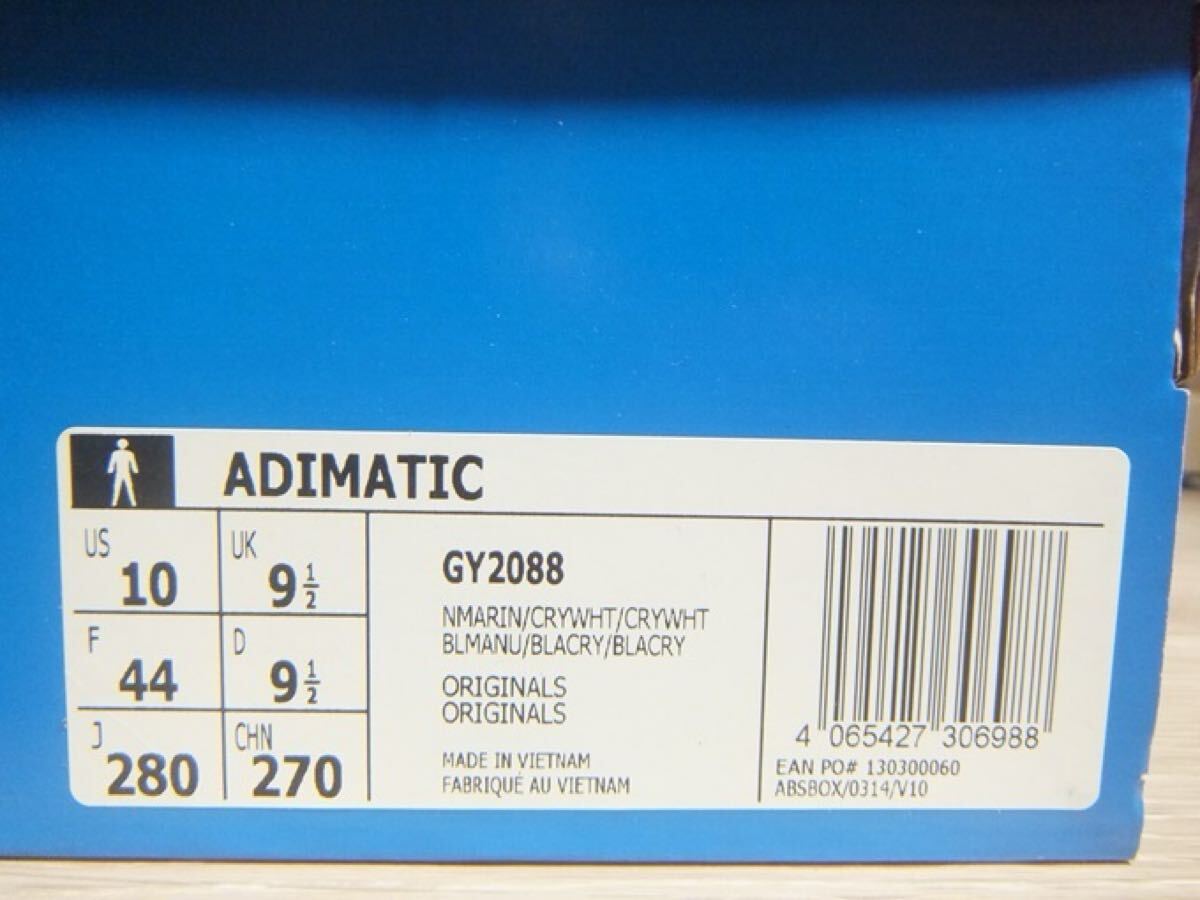 ADIMATIC
US 10 UK 9 1/2
F 44 D 9 1/2
J 280 CHN 270
GY2088
NMARIN/CRYWHT/CRYWHT
BLMANU/BLACRY/BLACRY
ORIGINALS
ORIGINALS
MADE IN VIETNAM
FABRIQUÉ AU VIETNAM
4 065427 306988
EAN PO# 130300060
ABSBOX/0314/V10